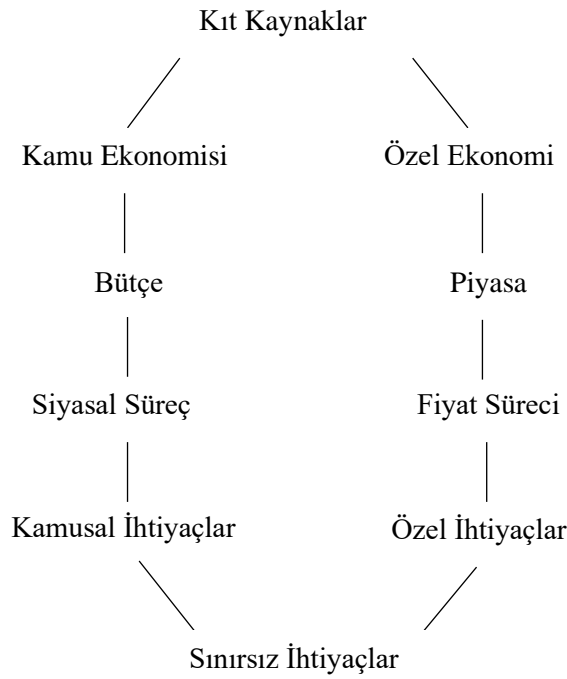 Kıt Kaynaklar
Kamu Ekonomisi
Özel Ekonomi
Bütçe
Piyasa
Siyasal Süreç
Fiyat Süreci
Kamusal İhtiyaçlar
Özel İhtiyaçlar
Sınırsız İhtiyaçlar